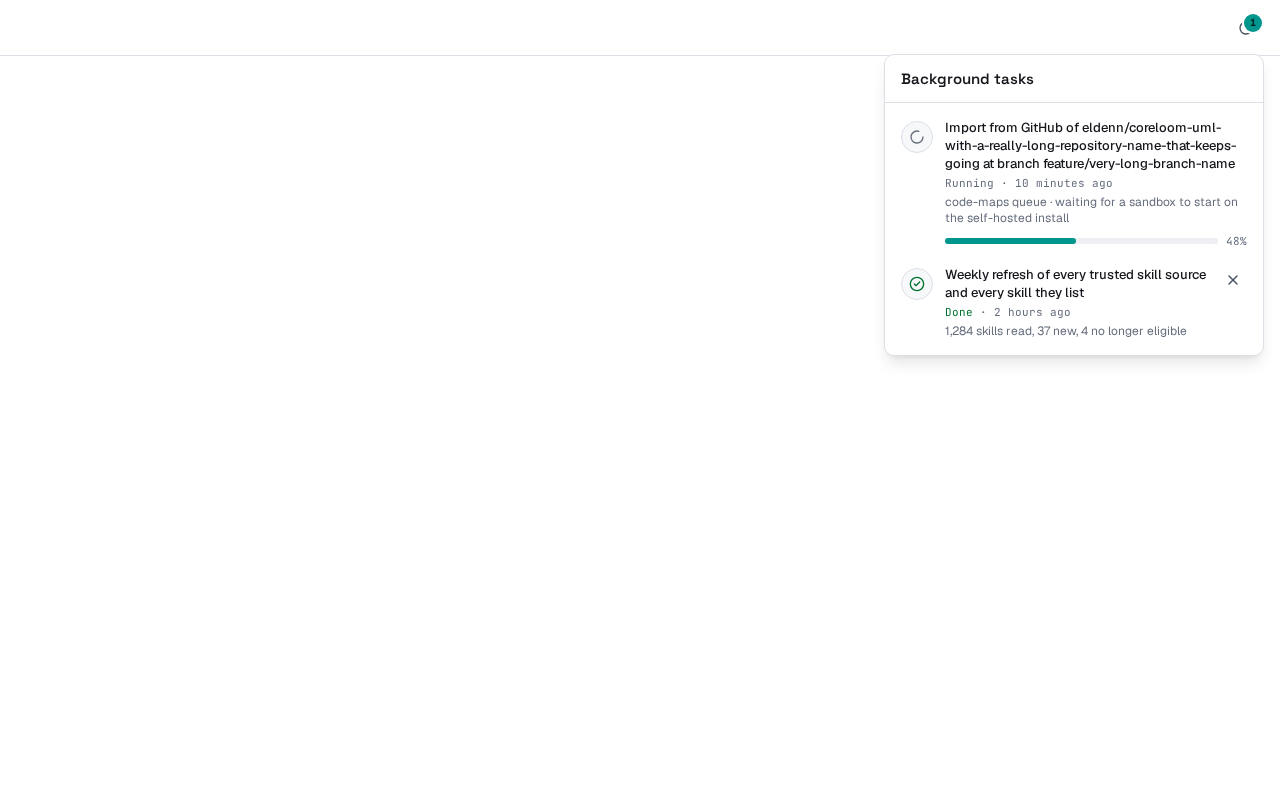 1
Background tasks
Import from GitHub of eldenn/coreloom-uml-
with-a-really-long-repository-name-that-keeps-
going at branch feature/very-long-branch-name
Running · 10 minutes ago
code-maps queue · waiting for a sandbox to start on
the self-hosted install
48%
Weekly refresh of every trusted skill source
and every skill they list
Done · 2 hours ago
1,284 skills read, 37 new, 4 no longer eligible